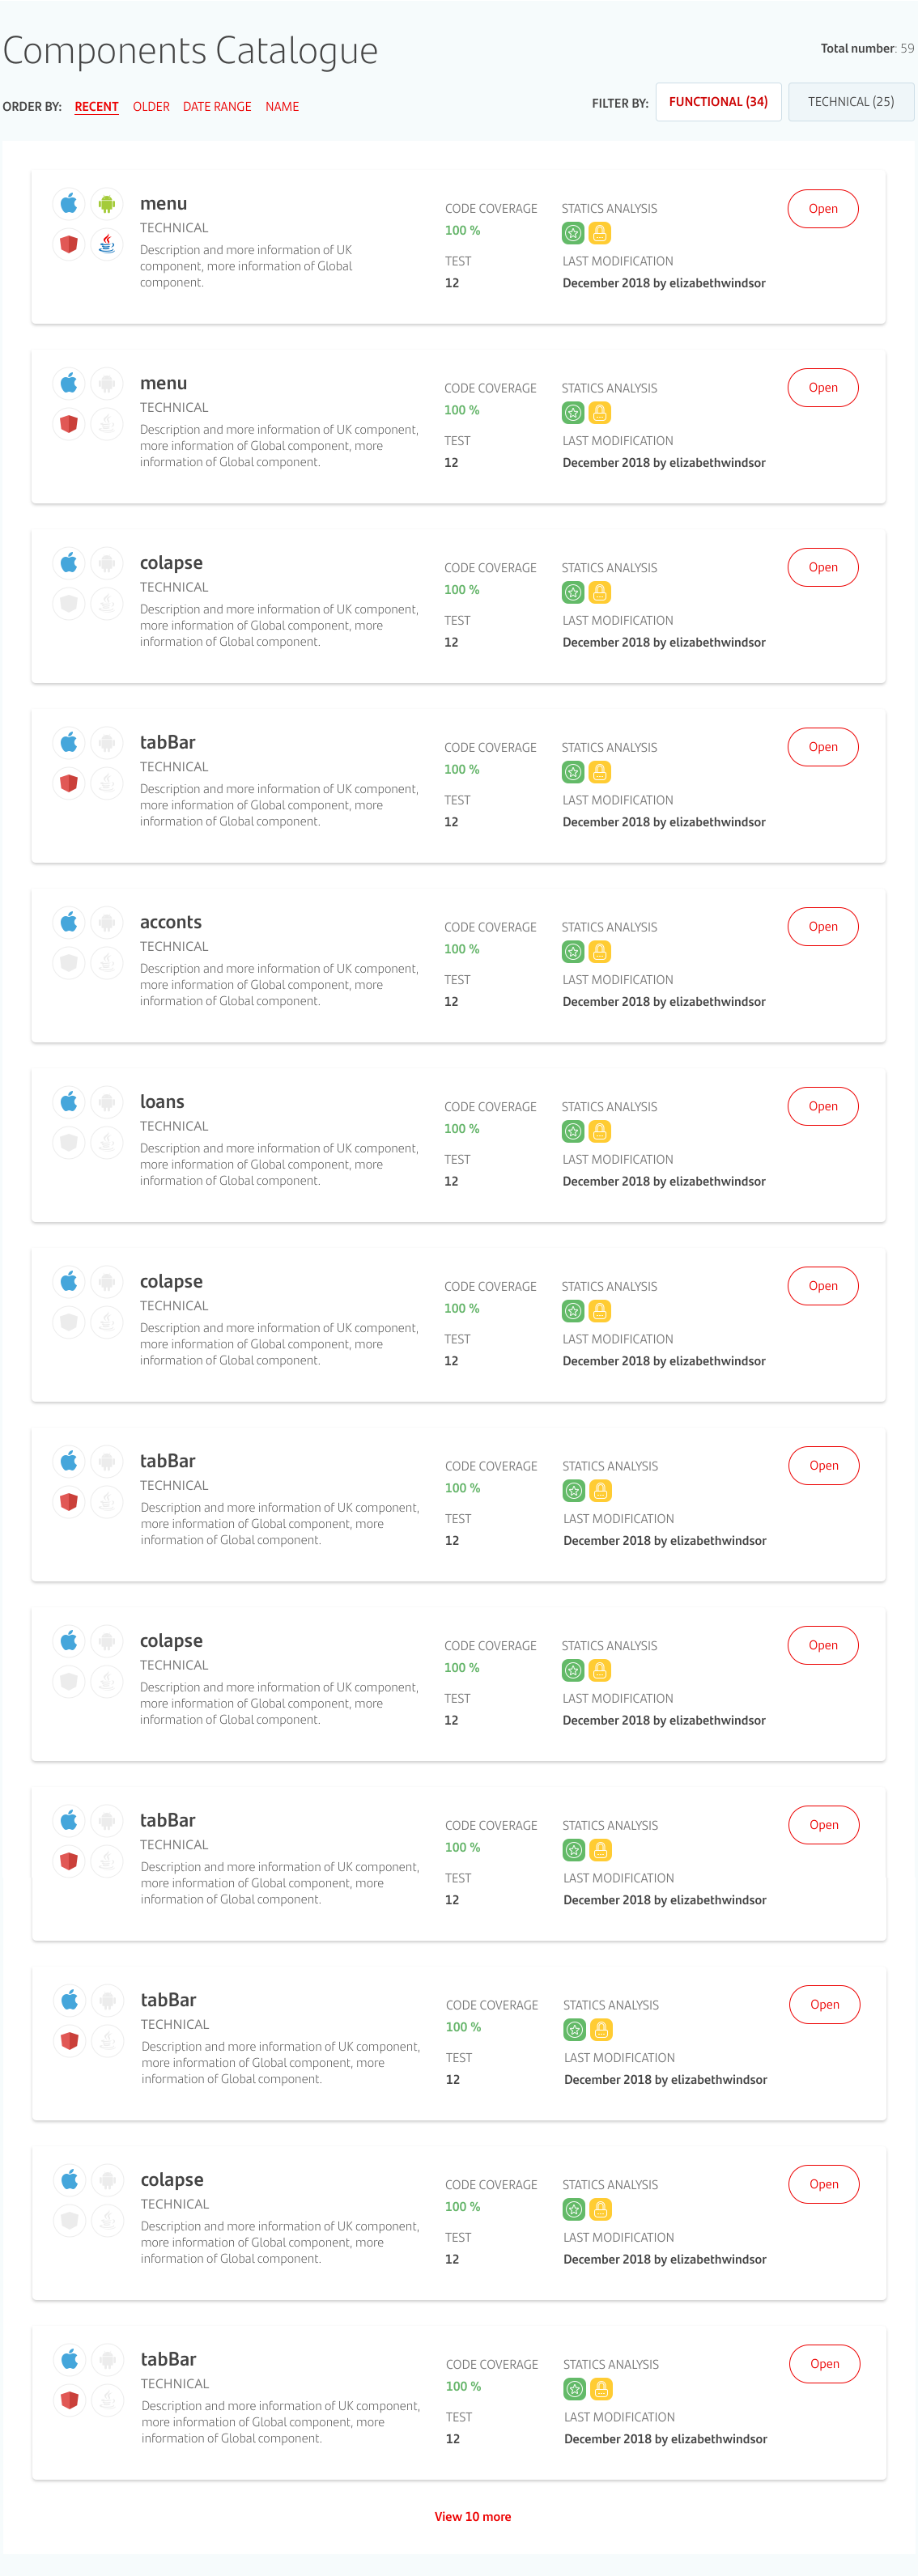 Components Catalogue
Total number: 59
ORDER BY: RECENT OLDER DATE RANGE NAME
FILTER BY: FUNCTIONAL (34) TECHNICAL (25)
menu
TECHNICAL
Description and more information of UK
component, more information of Global
component.
CODE COVERAGE
100 %
TEST
12
STATICS ANALYSIS
LAST MODIFICATION
December 2018 by elizabethwindsor
Open
menu
TECHNICAL
Description and more information of UK component,
more information of Global component, more
information of Global component.
CODE COVERAGE
100 %
TEST
12
STATICS ANALYSIS
LAST MODIFICATION
December 2018 by elizabethwindsor
Open
colapse
TECHNICAL
Description and more information of UK component,
more information of Global component, more
information of Global component.
CODE COVERAGE
100 %
TEST
12
STATICS ANALYSIS
LAST MODIFICATION
December 2018 by elizabethwindsor
Open
tabBar
TECHNICAL
Description and more information of UK component,
more information of Global component, more
information of Global component.
CODE COVERAGE
100 %
TEST
12
STATICS ANALYSIS
LAST MODIFICATION
December 2018 by elizabethwindsor
Open
acconts
TECHNICAL
Description and more information of UK component,
more information of Global component, more
information of Global component.
CODE COVERAGE
100 %
TEST
12
STATICS ANALYSIS
LAST MODIFICATION
December 2018 by elizabethwindsor
Open
loans
TECHNICAL
Description and more information of UK component,
more information of Global component, more
information of Global component.
CODE COVERAGE
100 %
TEST
12
STATICS ANALYSIS
LAST MODIFICATION
December 2018 by elizabethwindsor
Open
colapse
TECHNICAL
Description and more information of UK component,
more information of Global component, more
information of Global component.
CODE COVERAGE
100 %
TEST
12
STATICS ANALYSIS
LAST MODIFICATION
December 2018 by elizabethwindsor
Open
tabBar
TECHNICAL
Description and more information of UK component,
more information of Global component, more
information of Global component.
CODE COVERAGE
100 %
TEST
12
STATICS ANALYSIS
LAST MODIFICATION
December 2018 by elizabethwindsor
Open
colapse
TECHNICAL
Description and more information of UK component,
more information of Global component, more
information of Global component.
CODE COVERAGE
100 %
TEST
12
STATICS ANALYSIS
LAST MODIFICATION
December 2018 by elizabethwindsor
Open
tabBar
TECHNICAL
Description and more information of UK component,
more information of Global component, more
information of Global component.
CODE COVERAGE
100 %
TEST
12
STATICS ANALYSIS
LAST MODIFICATION
December 2018 by elizabethwindsor
Open
tabBar
TECHNICAL
Description and more information of UK component,
more information of Global component, more
information of Global component.
CODE COVERAGE
100 %
TEST
12
STATICS ANALYSIS
LAST MODIFICATION
December 2018 by elizabethwindsor
Open
colapse
TECHNICAL
Description and more information of UK component,
more information of Global component, more
information of Global component.
CODE COVERAGE
100 %
TEST
12
STATICS ANALYSIS
LAST MODIFICATION
December 2018 by elizabethwindsor
Open
tabBar
TECHNICAL
Description and more information of UK component,
more information of Global component, more
information of Global component.
CODE COVERAGE
100 %
TEST
12
STATICS ANALYSIS
LAST MODIFICATION
December 2018 by elizabethwindsor
Open
View 10 more